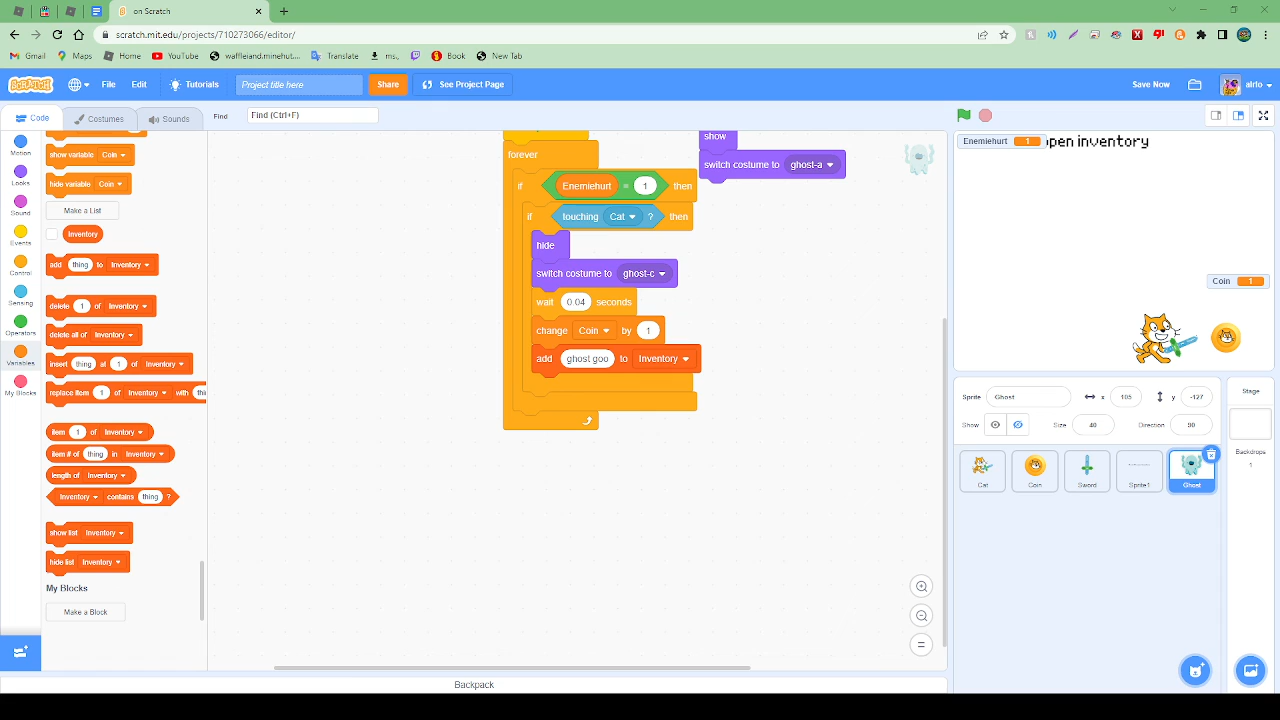 on Scratch
scratch.mit.edu/projects/710273066/editor/
Gmail Maps Home YouTube waffleiand.minehut.... Translate ms, Book New Tab
SCRATCH File Edit Tutorials Project title here Share See Project Page Save Now
Code Costumes Sounds Find Find (Ctrl+F)
Motion
Looks
Sound
Events
Control
Sensing
Operators
Variables
My Blocks
show variable Coin
hide variable Coin
Make a List
Inventory
add thing to Inventory
delete 1 of Inventory
delete all of Inventory
insert thing at 1 of Inventory
replace item 1 of Inventory with
item 1 of Inventory
item # of thing in Inventory
length of Inventory
Inventory contains thing ?
show list Inventory
hide list Inventory
My Blocks
Make a Block
forever
if Enemiehurt = 1 then
if touching Cat ? then
hide
switch costume to ghost-c
wait 0.04 seconds
change Coin by 1
add ghost goo to Inventory
show
switch costume to ghost-a
Backpack
Enemiehurt 1 pen inventory
Coin 1
Sprite Ghost x 105 y -127
Show Size 40 Direction 90
Cat Coin Sword Sprite1 Ghost
Stage
Backdrops
1